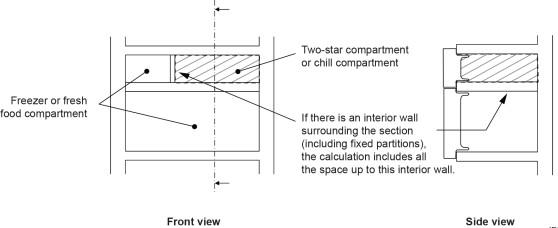 Two-star compartment
or chill compartment
Freezer or fresh
food compartment
If there is an interior wall
surrounding the section
(including fixed partitions),
the calculation includes all
the space up to this interior wall.
Front view
Side view